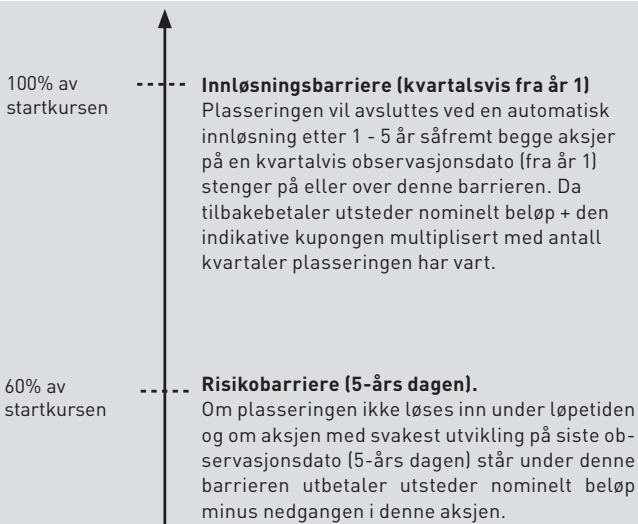 100% av
startkursen
Innløsningsbarriere (kvartalsvis fra år 1)
Plasseringen vil avsluttes ved en automatisk
innløsning etter 1 - 5 år såfremt begge aksjer
på en kvartalvis observasjonsdato (fra år 1)
stenger på eller over denne barrieren. Da
tilbakebetaler utsteder nominelt beløp + den
indikative kupongen multiplisert med antall
kvartaler plasseringen har vart.
60% av
startkursen
Risikobarriere (5-års dagen).
Om plasseringen ikke løses inn under løpetiden
og om aksjen med svakest utvikling på siste ob-
servasjonsdato (5-års dagen) står under denne
barrieren utbetaler utsteder nominelt beløp
minus nedgangen i denne aksjen.